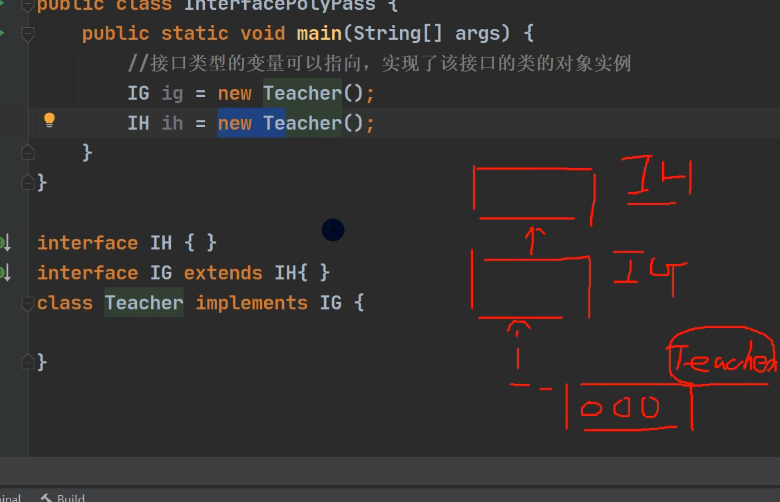 public class InterfacePolyPass {
public static void main(String[] args) {
//接口类型的变量可以指向，实现了该接口的类的对象实例
IG ig = new Teacher();
IH ih = new Teacher();
}
}
IH
interface IH { }
interface IG extends IH{ }
IG
class Teacher implements IG {
}
Teacher
000
minal
Build